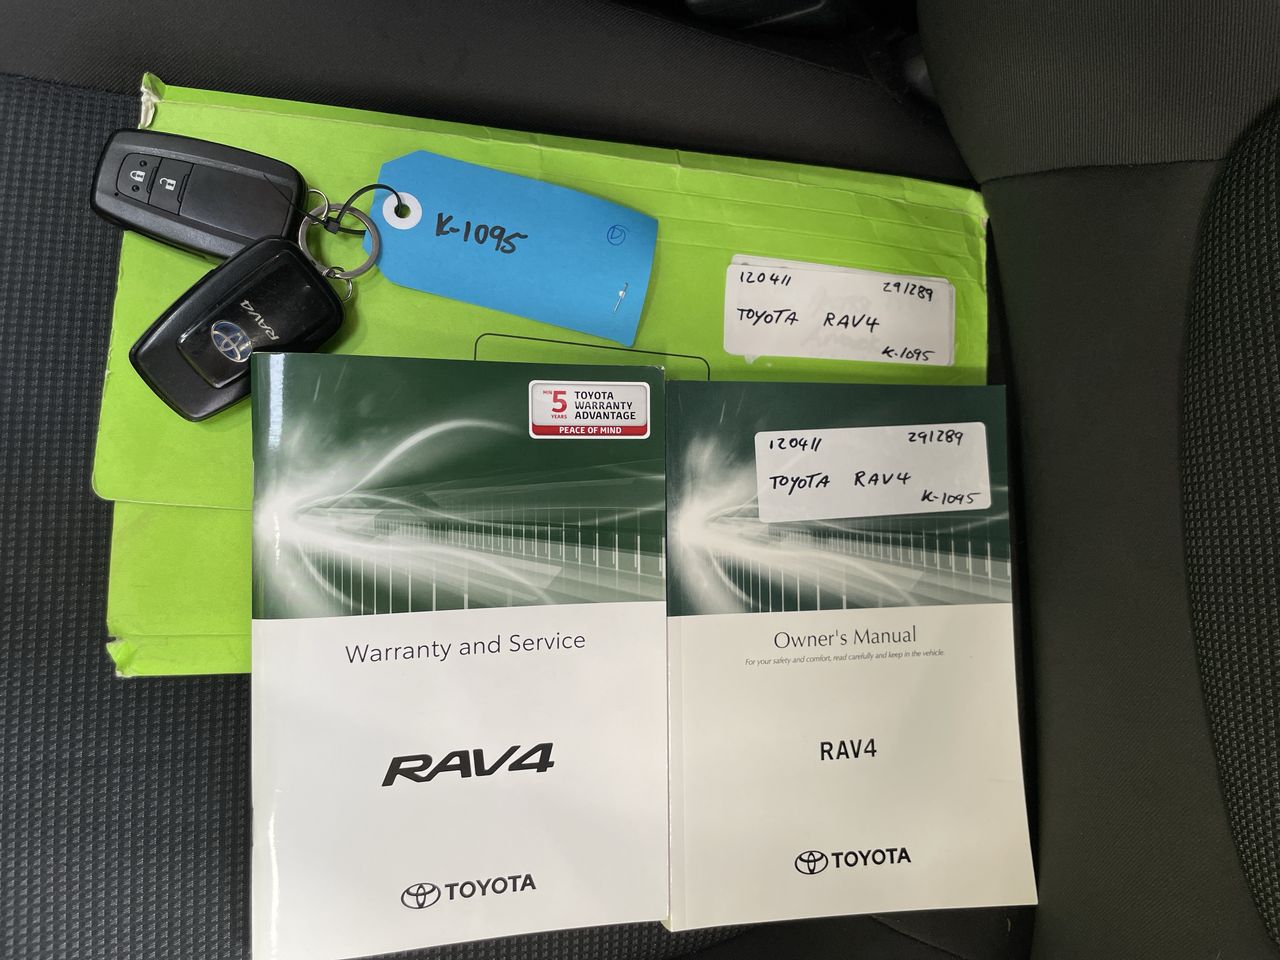 K-1095
D
RAV4
120411 291289
TOYOTA RAV4
K-1095
MIN 5 YEARS
TOYOTA
WARRANTY
ADVANTAGE
PEACE OF MIND
120411 291289
TOYOTA RAV4
K-1095
Warranty and Service
RAV4
TOYOTA
Owner's Manual
For your safety and comfort, read carefully and keep in the vehicle.
RAV4
TOYOTA